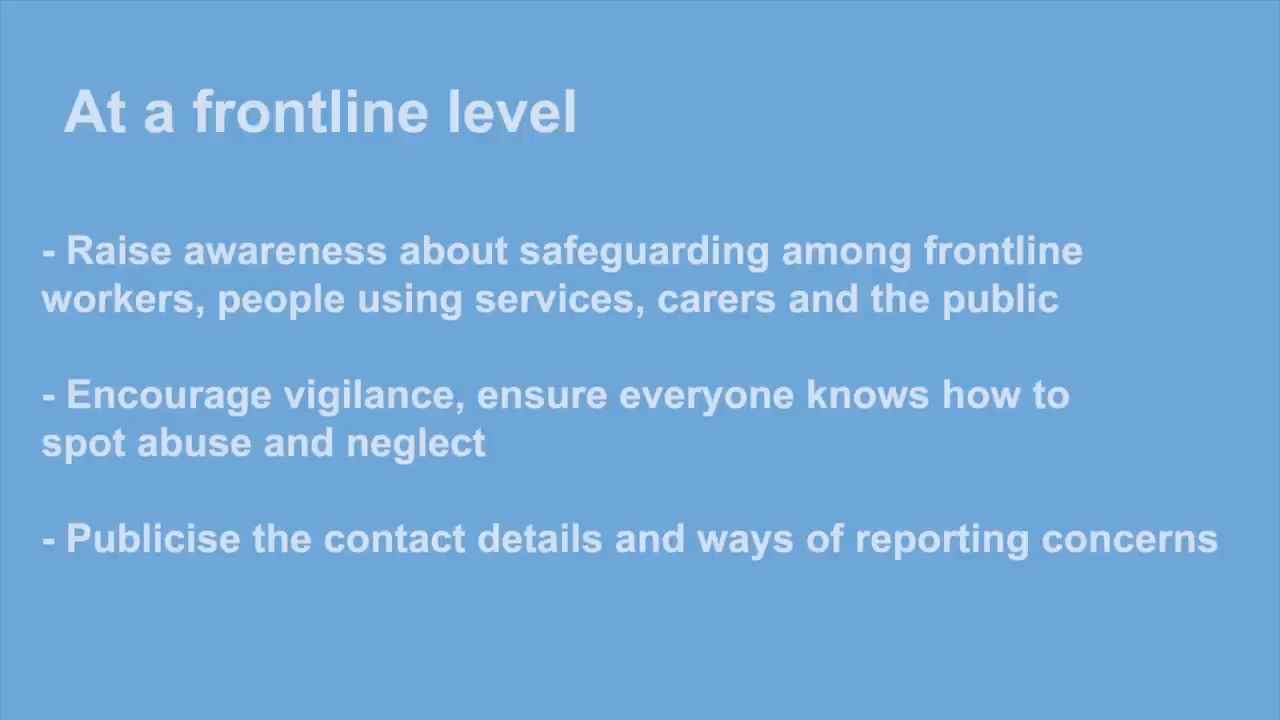 At a frontline level
- Raise awareness about safeguarding among frontline
workers, people using services, carers and the public
- Encourage vigilance, ensure everyone knows how to
spot abuse and neglect
- Publicise the contact details and ways of reporting concerns